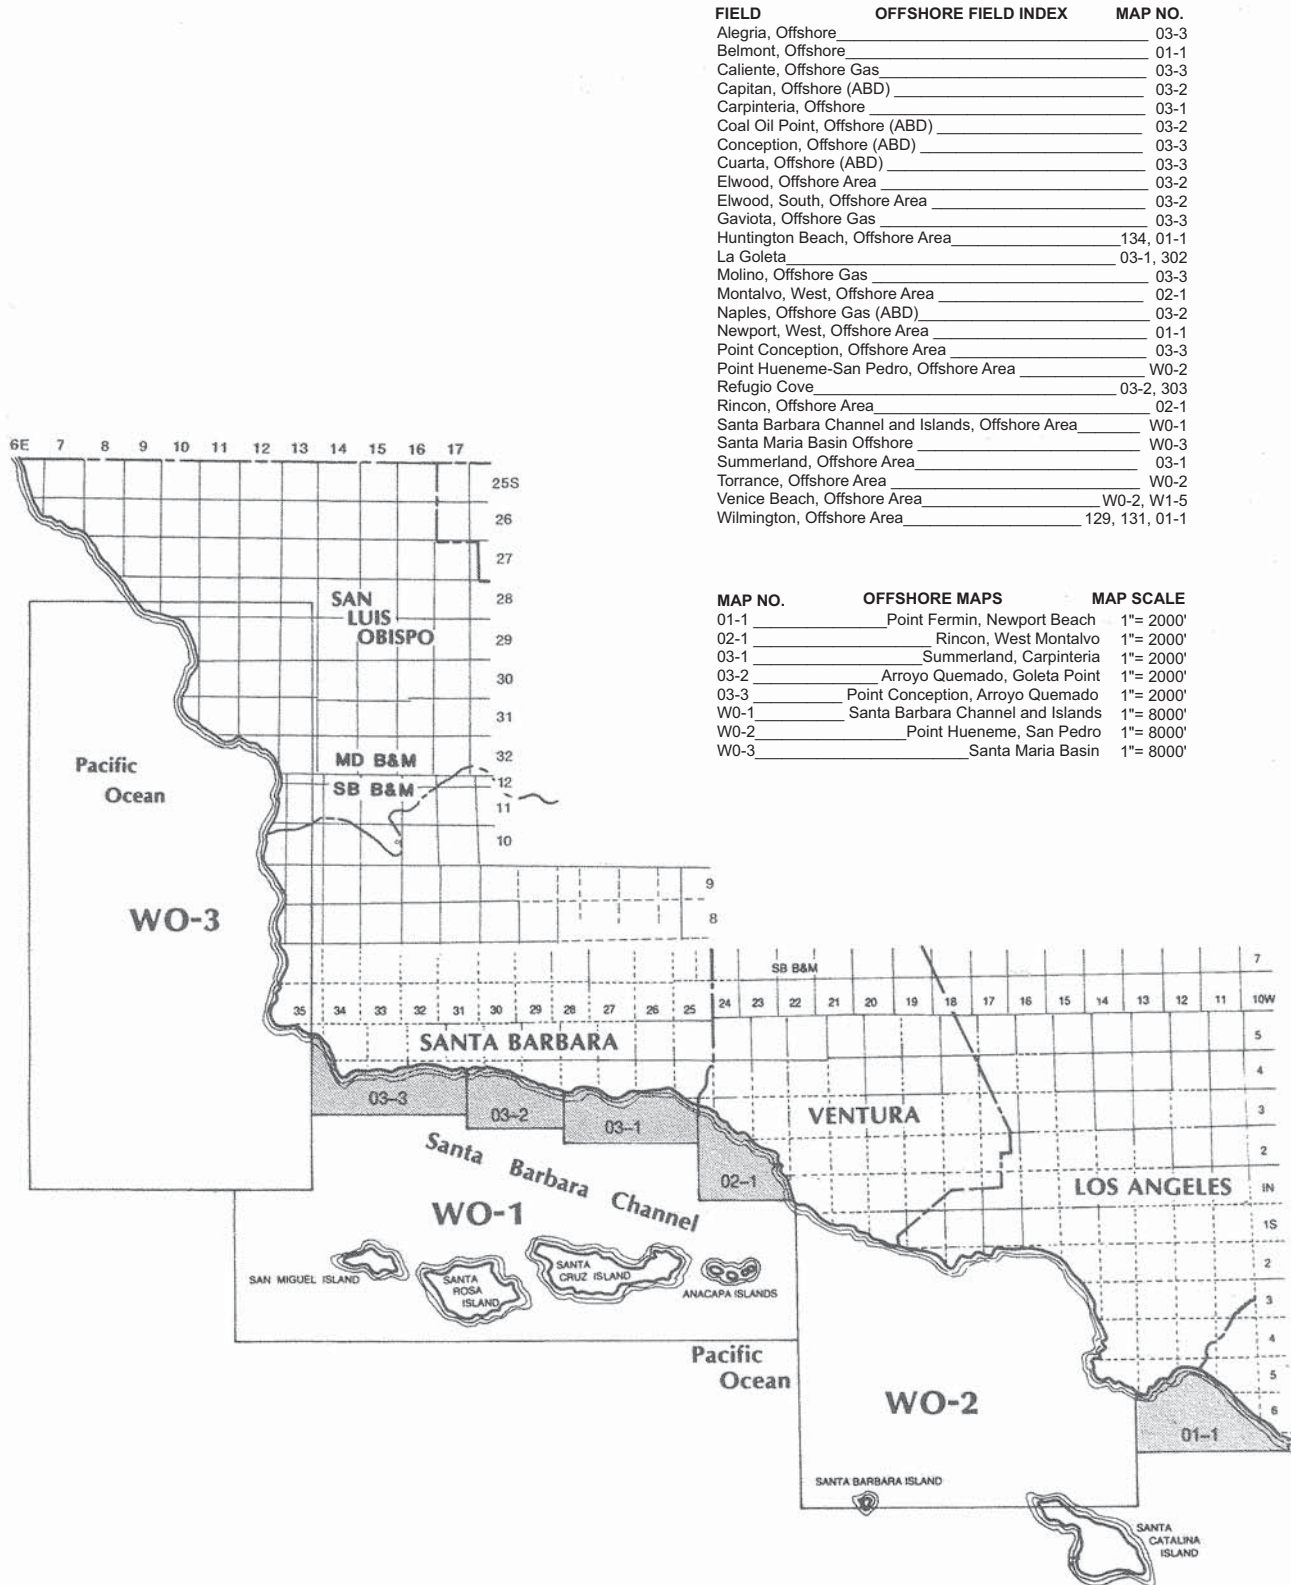 FIELD OFFSHORE FIELD INDEX MAP NO.
Alegria, Offshore 03-3
Belmont, Offshore 01-1
Caliente, Offshore Gas 03-3
Capitan, Offshore (ABD) 03-2
Carpinteria, Offshore 03-1
Coal Oil Point, Offshore (ABD) 03-2
Conception, Offshore (ABD) 03-3
Cuarta, Offshore (ABD) 03-3
Elwood, Offshore Area 03-2
Elwood, South, Offshore Area 03-2
Gaviota, Offshore Gas 03-3
Huntington Beach, Offshore Area 134, 01-1
La Goleta 03-1, 302
Molino, Offshore Gas 03-3
Montalvo, West, Offshore Area 02-1
Naples, Offshore Gas (ABD) 03-2
Newport, West, Offshore Area 01-1
Point Conception, Offshore Area 03-3
Point Hueneme-San Pedro, Offshore Area W0-2
Refugio Cove 03-2, 303
Rincon, Offshore Area 02-1
Santa Barbara Channel and Islands, Offshore Area W0-1
Santa Maria Basin Offshore W0-3
Summerland, Offshore Area 03-1
Torrance, Offshore Area W0-2
Venice Beach, Offshore Area W0-2, W1-5
Wilmington, Offshore Area 129, 131, 01-1
MAP NO. OFFSHORE MAPS MAP SCALE
01-1 Point Fermin, Newport Beach 1"= 2000'
02-1 Rincon, West Montalvo 1"= 2000'
03-1 Summerland, Carpinteria 1"= 2000'
03-2 Arroyo Quemado, Goleta Point 1"= 2000'
03-3 Point Conception, Arroyo Quemado 1"= 2000'
W0-1 Santa Barbara Channel and Islands 1"= 8000'
W0-2 Point Hueneme, San Pedro 1"= 8000'
W0-3 Santa Maria Basin 1"= 8000'
6E 7 8 9 10 11 12 13 14 15 16 17
25S
26
27
28
29
30
31
32
12
11
10
9
8
SAN
LUIS
OBISPO
MD B&M
SB B&M
Pacific
Ocean
WO-3
SB B&M
7
35 34 33 32 31 30 29 28 27 26 25 24 23 22 21 20 19 18 17 16 15 14 13 12 11 10W
5
4
3
2
IN
1S
2
3
4
5
6
SANTA BARBARA
VENTURA
LOS ANGELES
03-3
03-2
03-1
02-1
01-1
Santa Barbara Channel
WO-1
SAN MIGUEL ISLAND
SANTA
ROSA
ISLAND
SANTA
CRUZ ISLAND
ANACAPA ISLANDS
Pacific
Ocean
WO-2
SANTA BARBARA ISLAND
SANTA
CATALINA
ISLAND